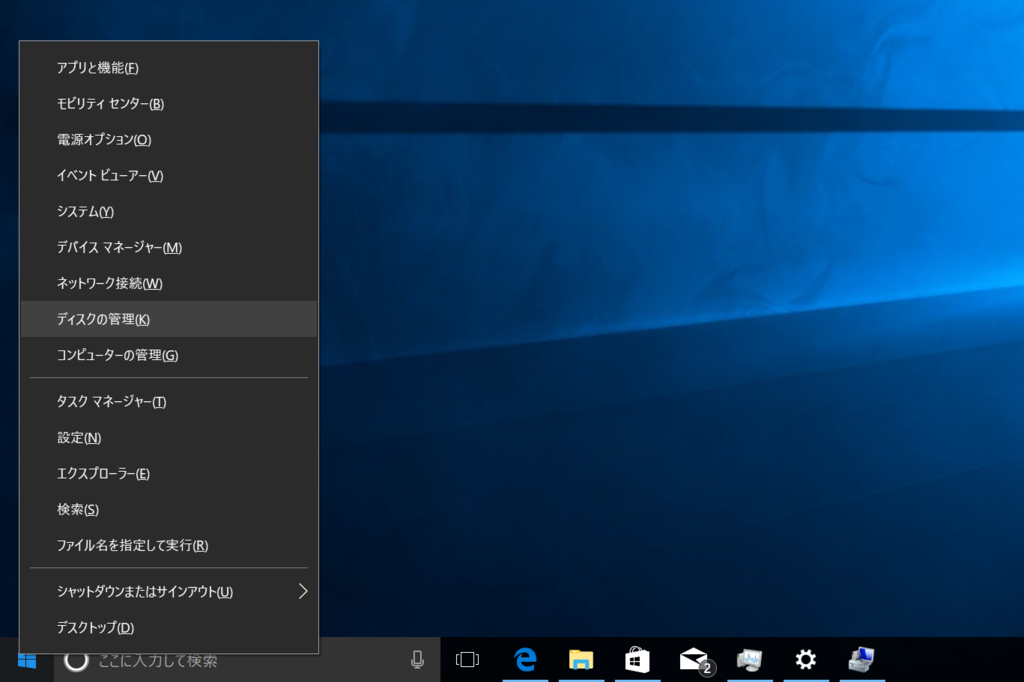 アプリと機能(F)
モビリティ センター(B)
電源オプション(O)
イベント ビューアー(V)
システム(Y)
デバイス マネージャー(M)
ネットワーク接続(W)
ディスクの管理(K)
コンピューターの管理(G)
タスク マネージャー(T)
設定(N)
エクスプローラー(E)
検索(S)
ファイル名を指定して実行(R)
シャットダウンまたはサインアウト(U)
デスクトップ(D)
ここに入力して検索
2